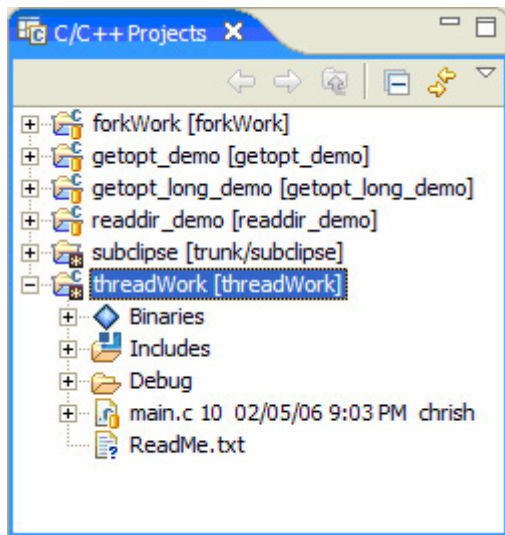 C/C++ Projects
forkWork [forkWork]
getopt_demo [getopt_demo]
getopt_long_demo [getopt_long_demo]
readdir_demo [readdir_demo]
subclipse [trunk/subclipse]
threadWork [threadWork]
Binaries
Includes
Debug
main.c 10 02/05/06 9:03 PM chrish
ReadMe.txt